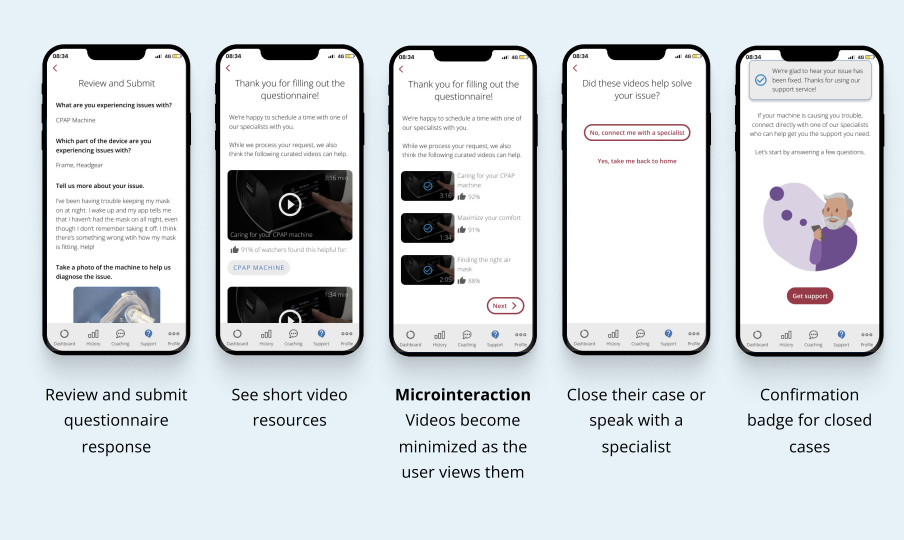 08:34
4G
Review and Submit
What are you experiencing issues with?
CPAP Machine
Which part of the device are you
experiencing issues with?
Frame, Headgear
Tell us more about your issue.
I've been having trouble keeping my mask
on at night. I wake up and my app tells me
that I haven't had the mask on all night, even
though I don't remember taking it off. I think
there's something wrong wtih how my mask
is fitting. Help!
Take a photo of the machine to help us
diagnose the issue.
Dashboard History Coaching Support Profile
Review and submit
questionnaire
response
08:34
4G
Thank you for filling out the
questionnaire!
We're happy to schedule a time with one of
our specialists with you.
While we process your request, we also
think the following curated videos can help.
3:16 min
Caring for your CPAP machine
91% of watchers found this helpful for:
CPAP MACHINE
1:34 min
Dashboard History Coaching Support Profile
See short video
resources
08:34
4G
Thank you for filling out the
questionnaire!
We're happy to schedule a time with one of
our specialists with you.
While we process your request, we also
think the following curated videos can help.
Caring for your CPAP
machine
3:16
92%
Maximize your comfort
1:34
91%
Finding the right air
mask
2:05
88%
Next
Dashboard History Coaching Support Profile
Microinteraction
Videos become
minimized as the
user views them
08:34
4G
Did these videos help solve
your issue?
No, connect me with a specialist
Yes, take me back to home
Dashboard History Coaching Support Profile
Close their case or
speak with a
specialist
08:34
4G
We're glad to hear your issue has
been fixed. Thanks for using our
support service!
If your machine is causing you trouble,
connect directly with one of our specialists
who can help get you the support you need.
Let's start by answering a few questions.
Get support
Dashboard History Coaching Support Profile
Confirmation
badge for closed
cases